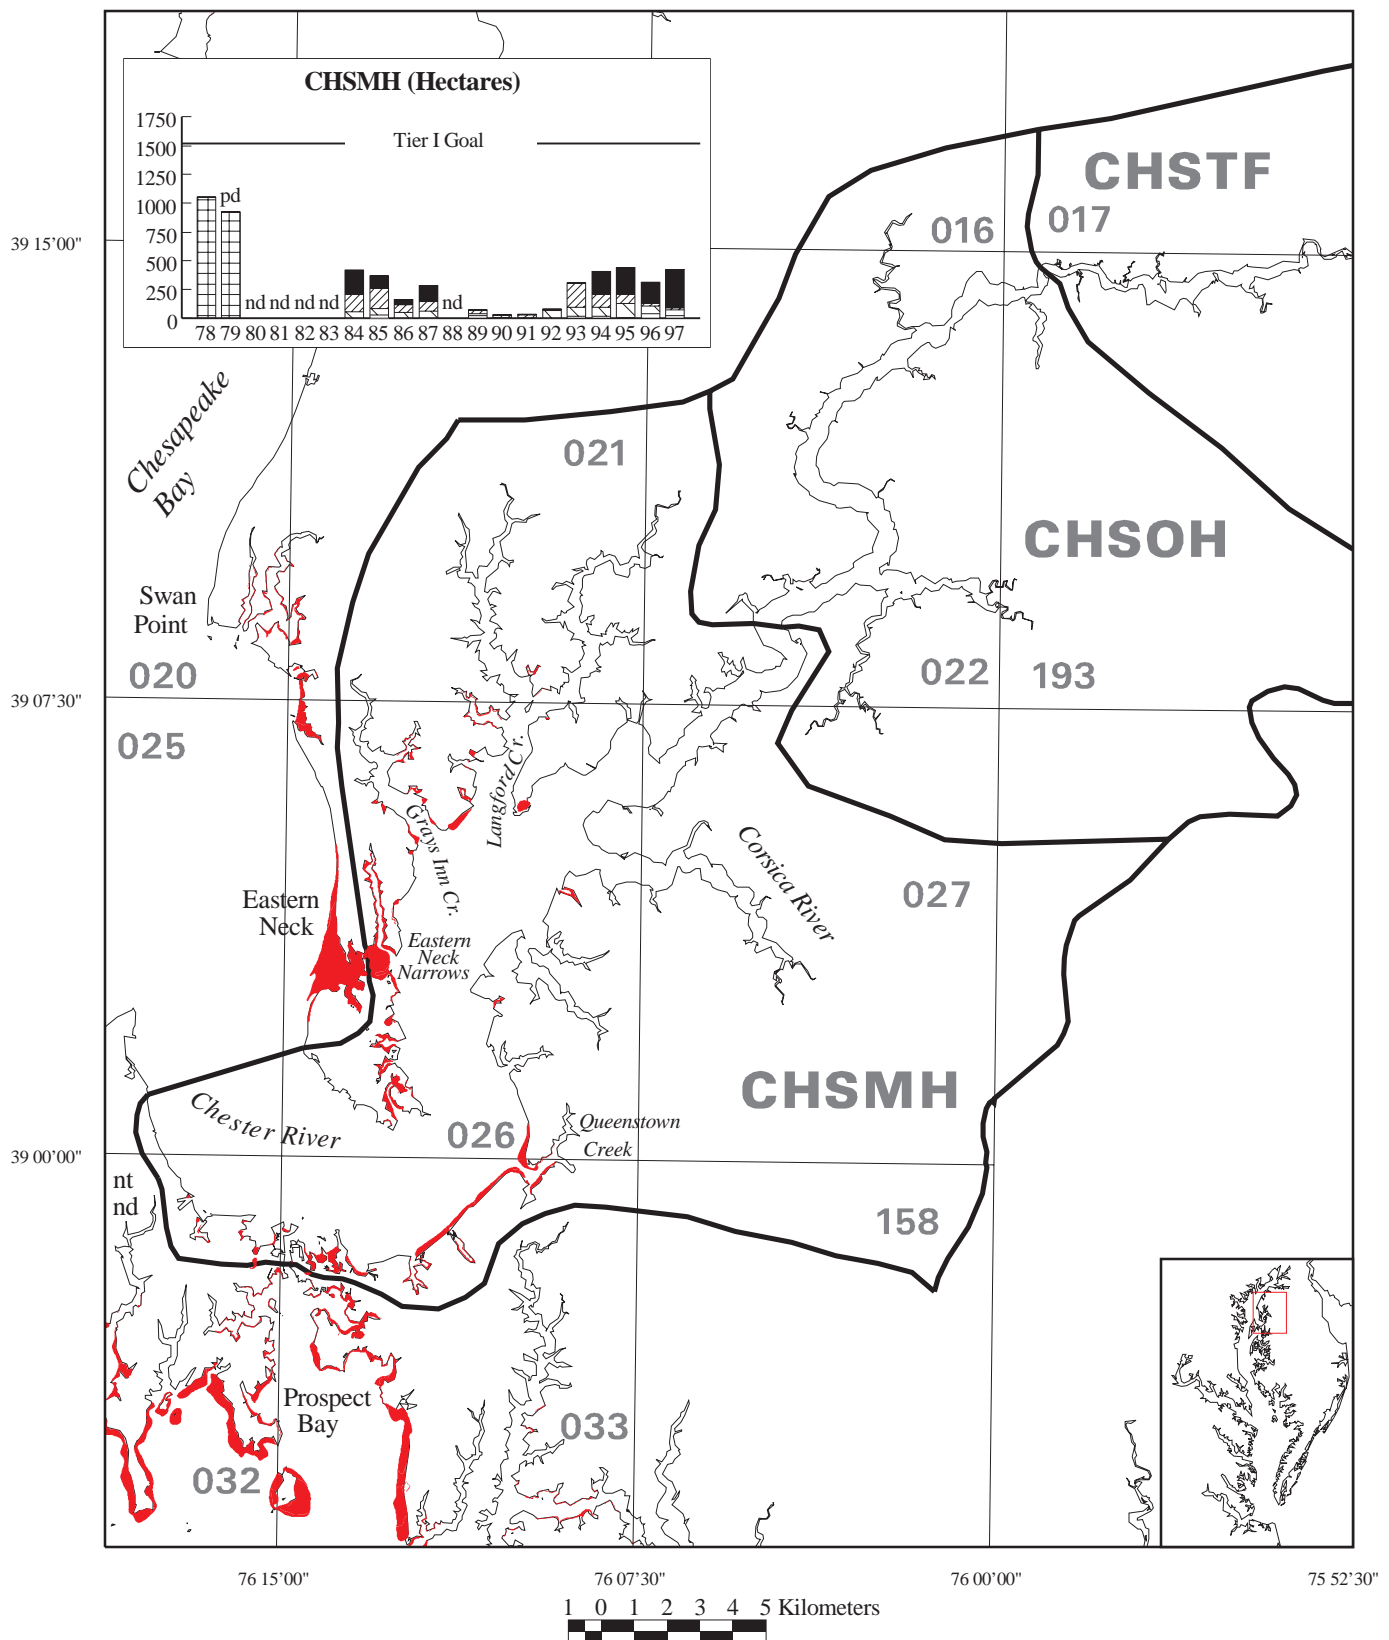 CHSMH (Hectares)
1750
1500
1250
1000
750
500
250
0
Tier I Goal
pd
nd nd nd nd
nd
78 79 80 81 82 83 84 85 86 87 88 89 90 91 92 93 94 95 96 97
CHSTF
016
017
39 15'00"
Chesapeake
Bay
021
CHSOH
Swan
Point
020
022
193
39 07'30"
025
Langford Cr.
Grays Inn Cr.
Corsica River
027
Eastern
Neck
Eastern
Neck
Narrows
CHSMH
Chester River
026
Queenstown
Creek
39 00'00"
nt
nd
158
Prospect
Bay
033
032
76 15'00"
76 07'30"
76 00'00"
75 52'30"
1 0 1 2 3 4 5 Kilometers